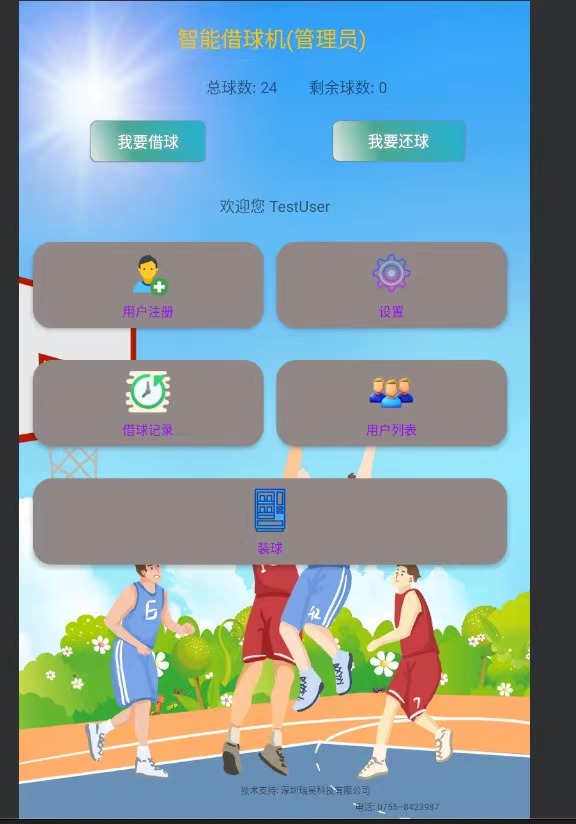 智能借球机(管理员)
总球数: 24 剩余球数: 0
我要借球 我要还球
欢迎您 TestUser
用户注册 设置
借球记录 用户列表
装球
6
技术支持: 深圳瑞昊科技有限公司
电话: 0755-8423987